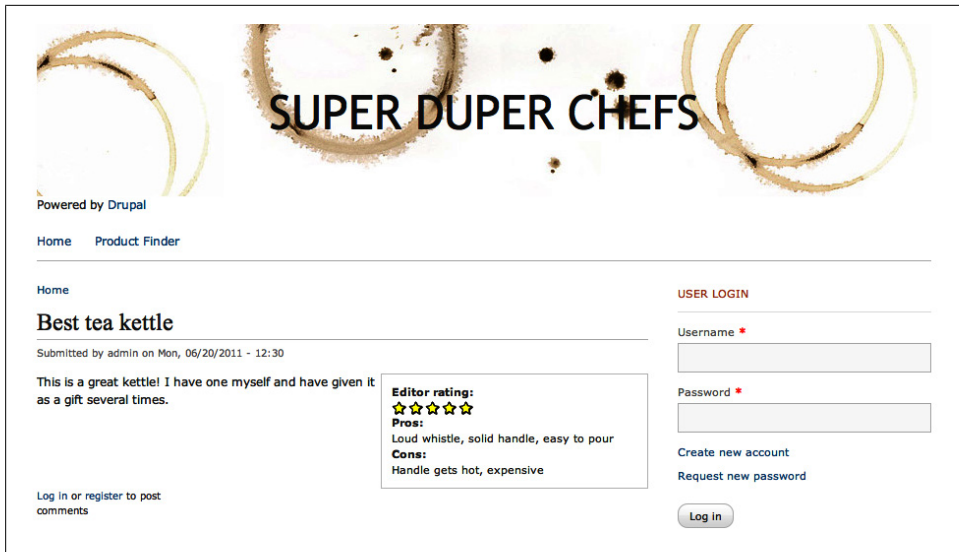 SUPER DUPER CHEFS
Powered by Drupal
Home Product Finder
Home
Best tea kettle
Submitted by admin on Mon, 06/20/2011 - 12:30
This is a great kettle! I have one myself and have given it
as a gift several times.
Editor rating:
Pros:
Loud whistle, solid handle, easy to pour
Cons:
Handle gets hot, expensive
Log in or register to post
comments
USER LOGIN
Username *
Password *
Create new account
Request new password
Log in